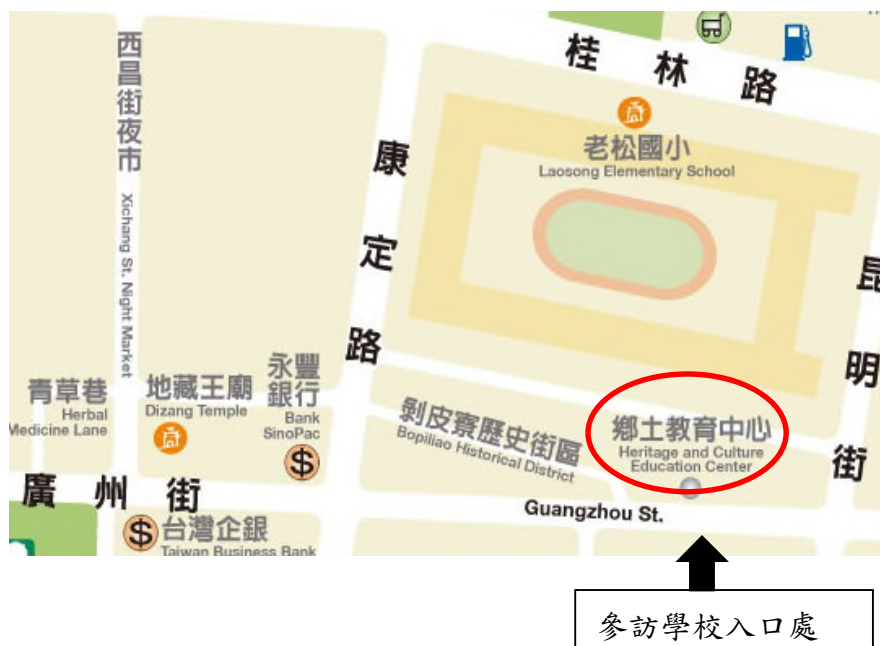 桂林路
西昌街夜市
Xichang St. Night Market
康定路
老松國小
Laosong Elementary School
昆明街
青草巷
Herbal
Medicine Lane
地藏王廟
Dizang Temple
永豐
銀行
Bank
SinoPac
$
剝皮寮歷史街區
Bopiliao Historical District
鄉土教育中心
Heritage and Culture
Education Center
廣州街
Guangzhou St.
$
台灣企銀
Taiwan Business Bank
參訪學校入口處